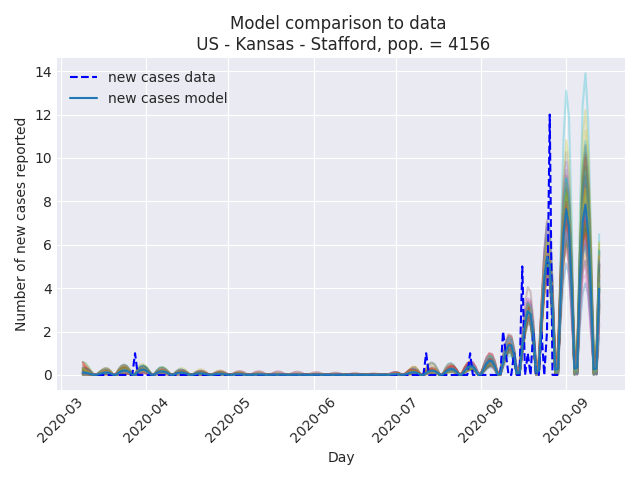 Model comparison to data
US - Kansas - Stafford, pop. = 4156
new cases data
new cases model
Number of new cases reported
14
12
10
8
6
4
2
0
2020-03
2020-04
2020-05
2020-06
2020-07
2020-08
2020-09
Day